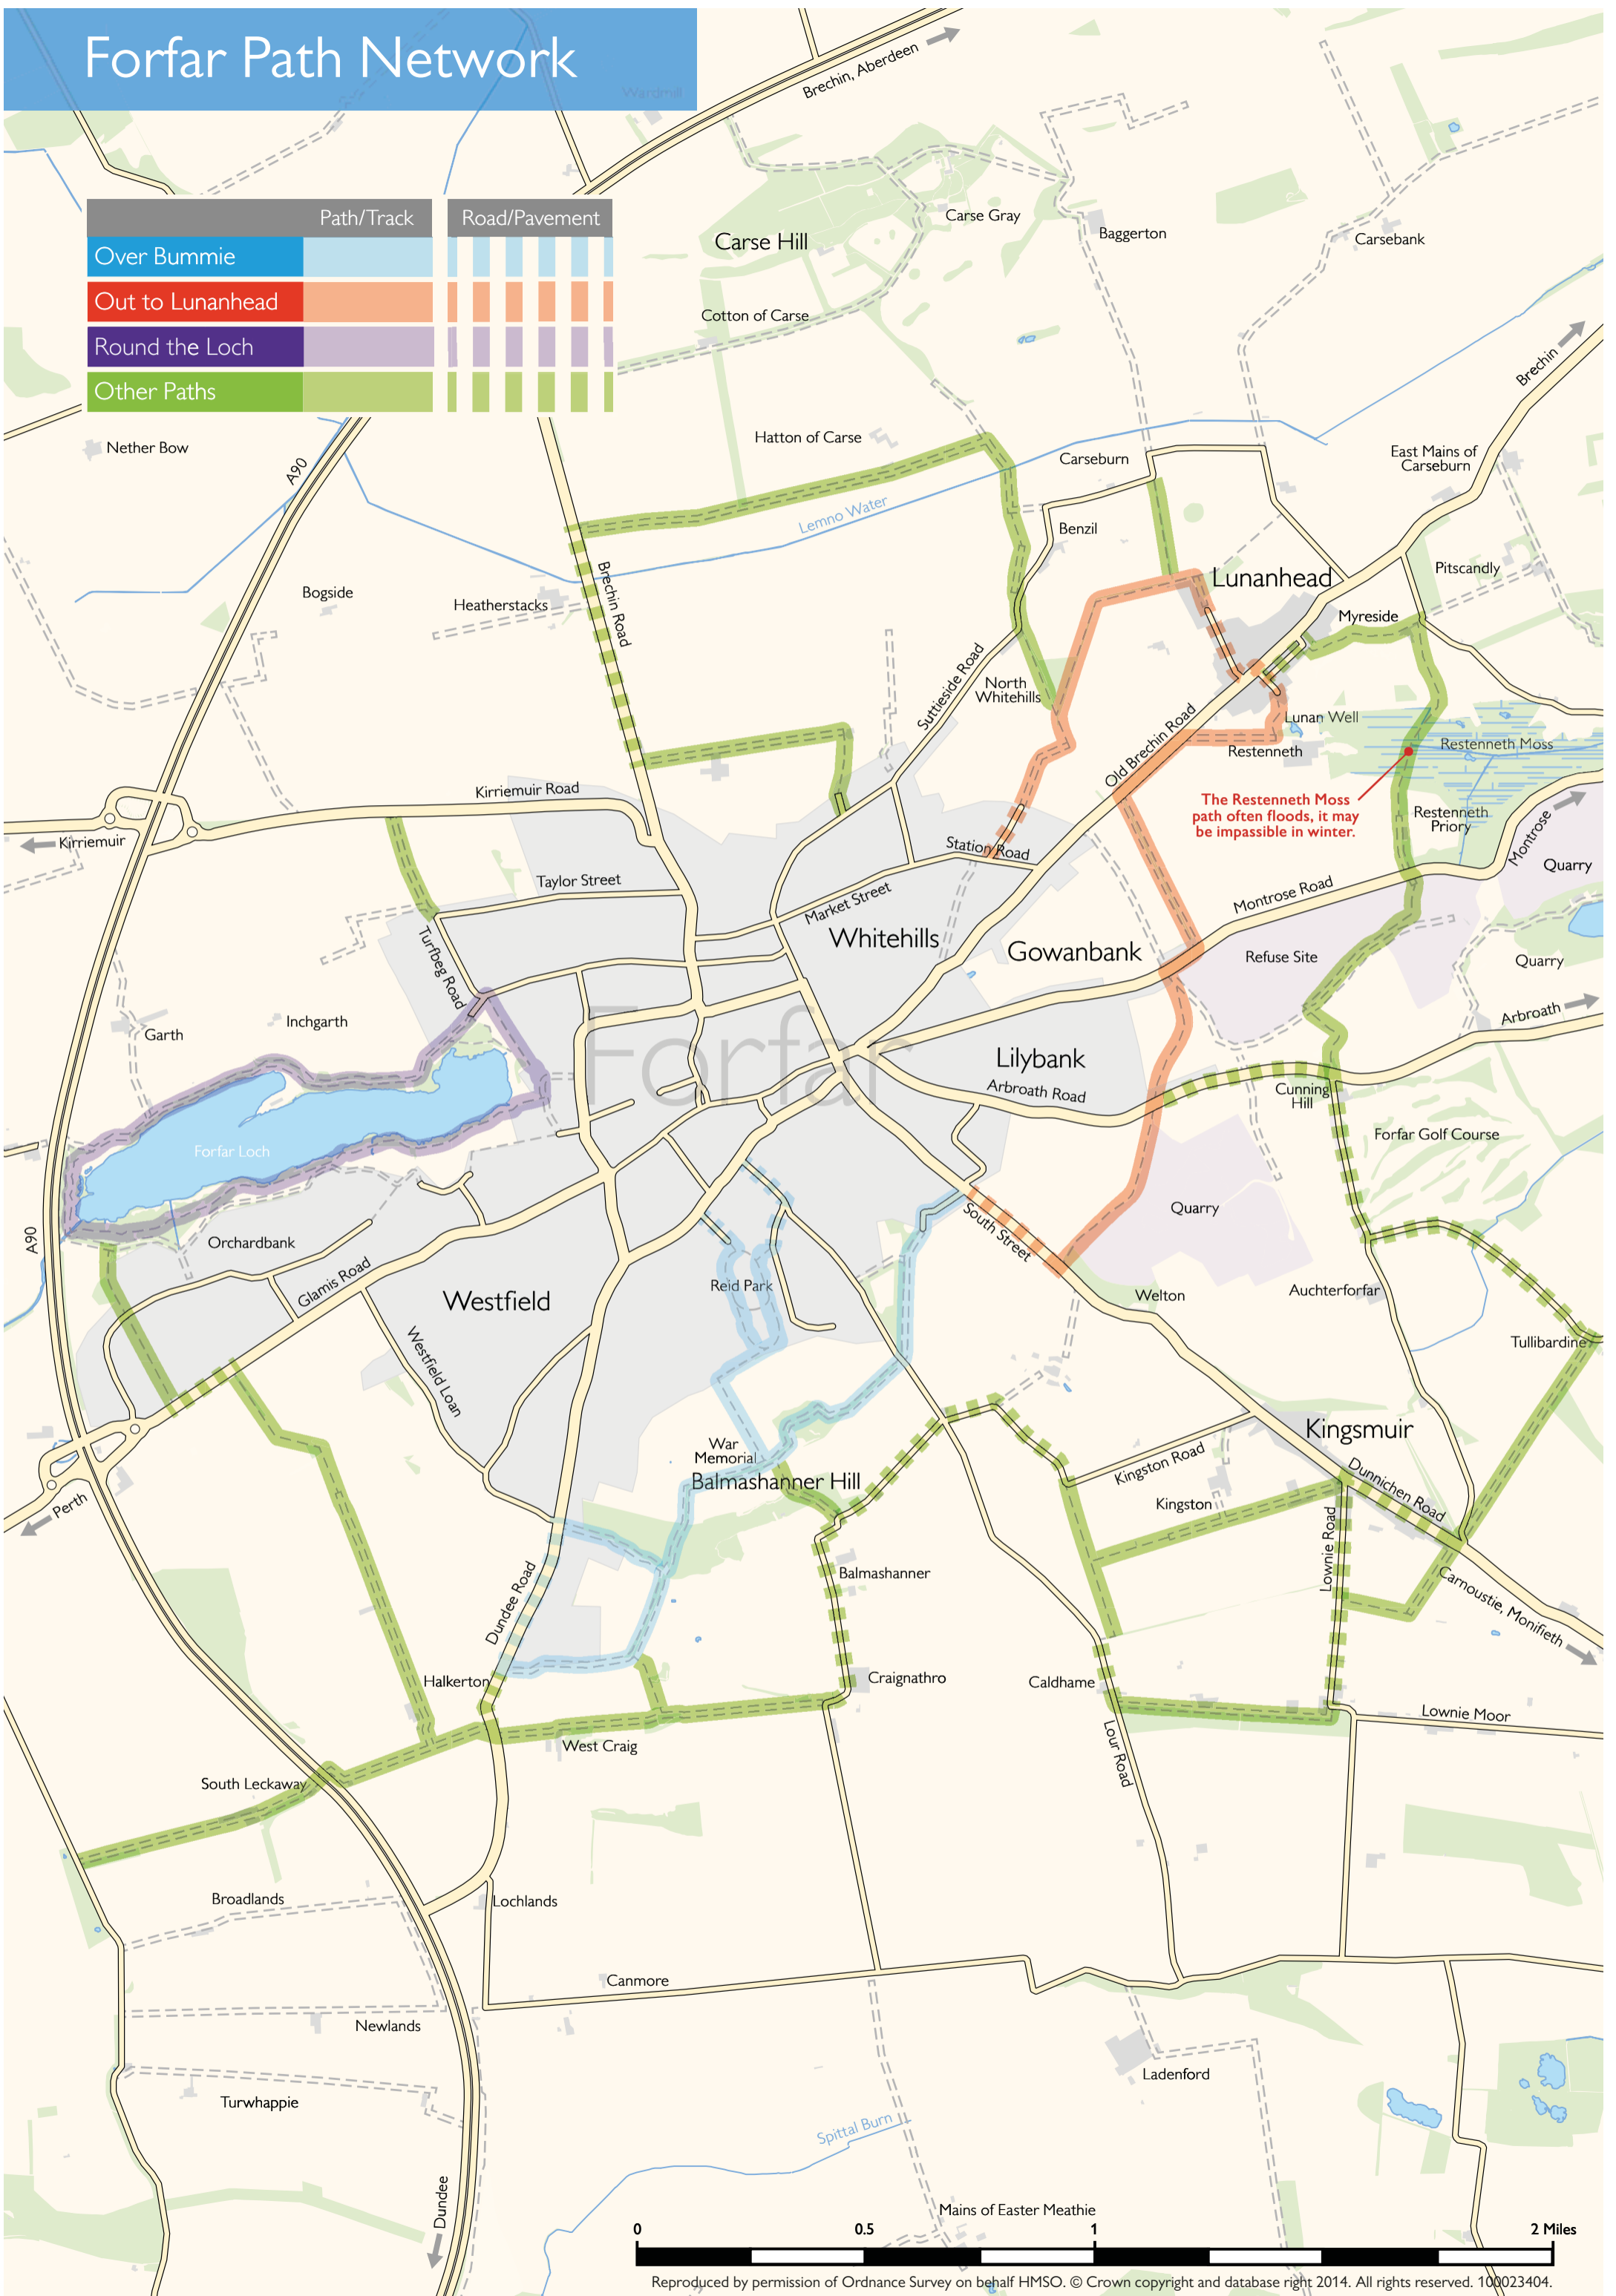 Forfar Path Network
Wardmill
Brechin, Aberdeen
Path/Track
Road/Pavement
Over Bummie
Out to Lunanhead
Round the Loch
Other Paths
Carse Gray
Carse Hill
Baggerton
Carsebank
Cotton of Carse
Brechin
Nether Bow
A90
Hatton of Carse
Carseburn
East Mains of
Carseburn
Lemno Water
Benzil
Bogside
Heatherstacks
Brechin Road
Lunanhead
Pitscandly
Myreside
Suttieside Road
North
Whitehills
Old Brechin Road
Lunan Well
Restenneth
Restenneth Moss
The Restenneth Moss
path often floods, it may
be impassible in winter.
Restenneth
Priory
Montrose
Quarry
Kirriemuir Road
Kirriemuir
Station Road
Taylor Street
Market Street
Montrose Road
Turfbeg Road
Whitehills
Gowanbank
Refuse Site
Quarry
Arbroath
Garth
Inchgarth
Forfar
Lilybank
Arbroath Road
Cunning
Hill
Forfar Golf Course
Forfar Loch
A90
Orchardbank
South Street
Quarry
Glamis Road
Reid Park
Westfield
Welton
Auchterforfar
Tullibardine
Westfield Loan
War
Memorial
Balmashanner Hill
Kingsmuir
Kingston Road
Dunnichen Road
Kingston
Perth
Lownie Road
Balmashanner
Dundee Road
Carnoustie, Monifieth
Halkerton
Craignathro
Caldhame
Lownie Moor
West Craig
Lour Road
South Leckaway
Broadlands
Lochlands
Canmore
Newlands
Ladenford
Turwhappie
Spittal Burn
Dundee
Mains of Easter Meathie
0 0.5 1 2 Miles
Reproduced by permission of Ordnance Survey on behalf HMSO. © Crown copyright and database right 2014. All rights reserved. 100023404.